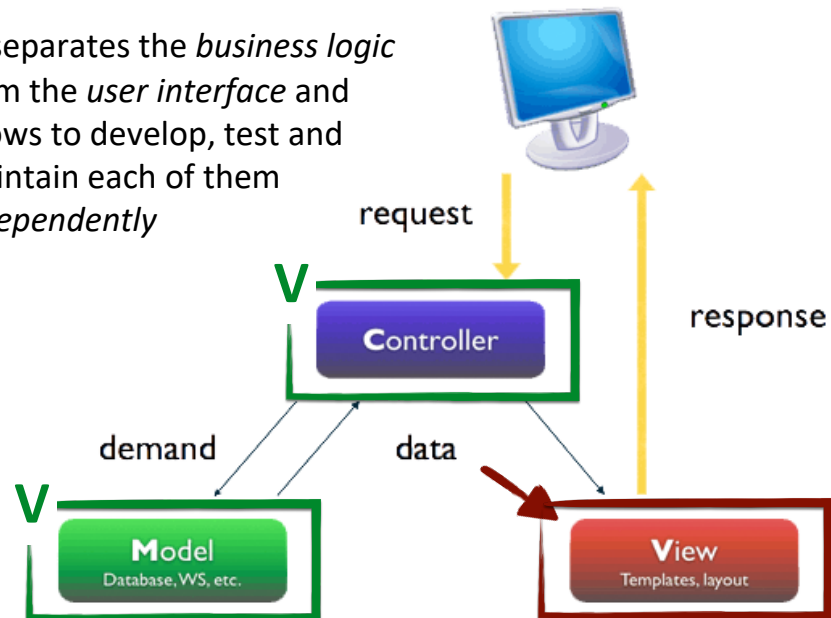 separates the business logic
m the user interface and
ows to develop, test and
intain each of them
ependently
request
V
Controller
response
demand
data
V
Model
Database, WS, etc.
View
Templates, layout